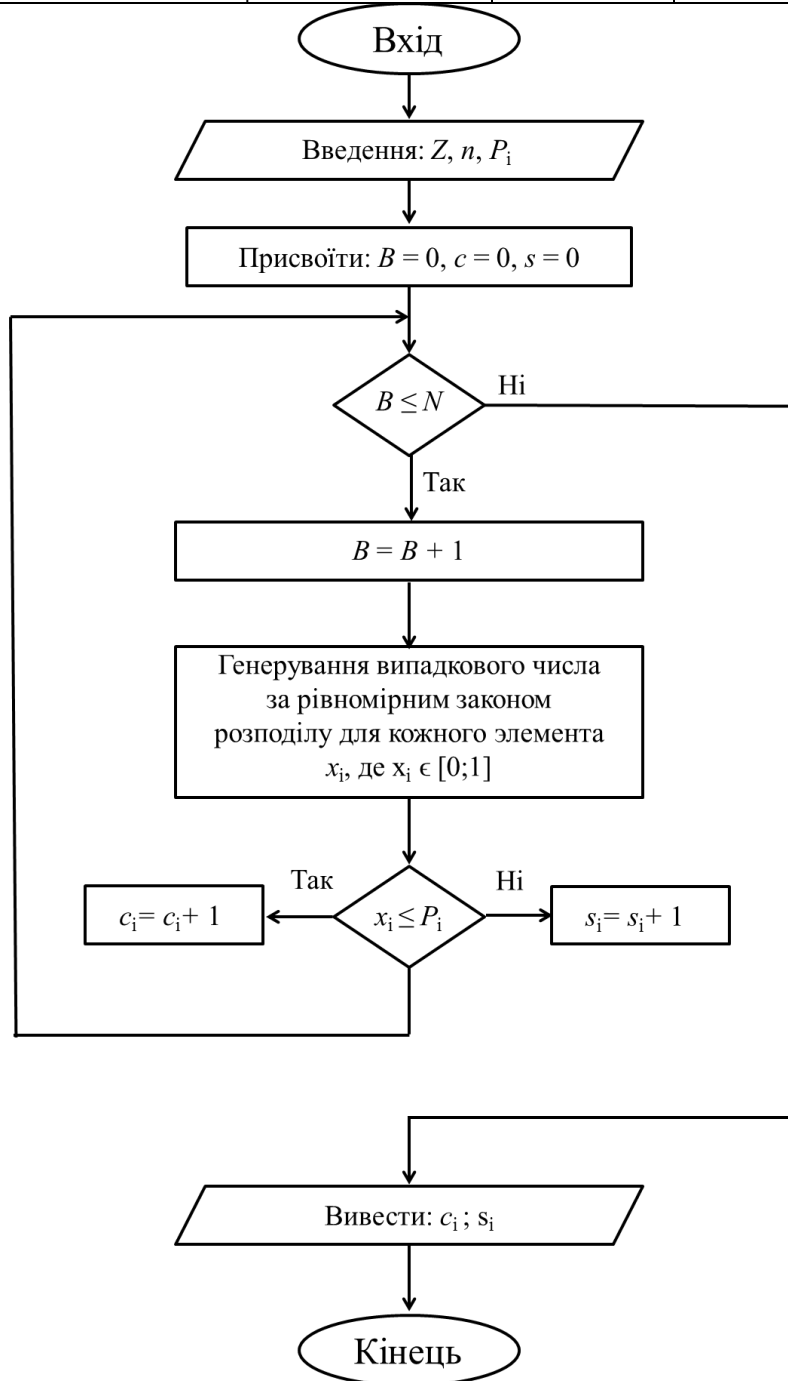 Вхід
Введення: Z, n, Pᵢ
Присвоїти: B = 0, c = 0, s = 0
B ≤ N
Ні
Так
B = B + 1
Генерування випадкового числа
за рівномірним законом
розподілу для кожного элемента
xᵢ, де xᵢ ϵ [0;1]
Так
Ні
cᵢ= cᵢ+ 1
xᵢ ≤ Pᵢ
sᵢ= sᵢ+ 1
Вивести: cᵢ ; sᵢ
Кінець